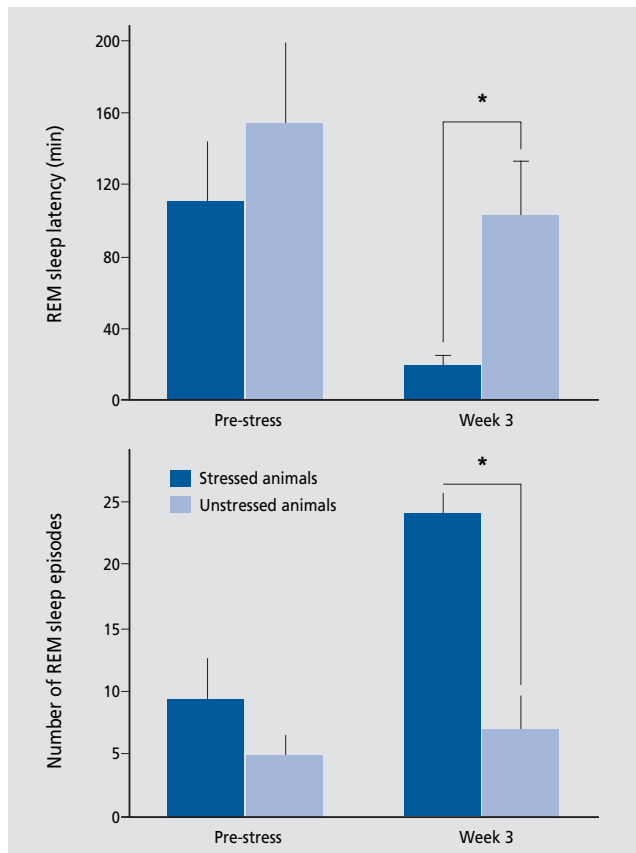 REM sleep latency (min)
200
160
120
80
40
0
*
Pre-stress Week 3
Number of REM sleep episodes
25
20
15
10
5
0
Stressed animals
Unstressed animals
*
Pre-stress Week 3